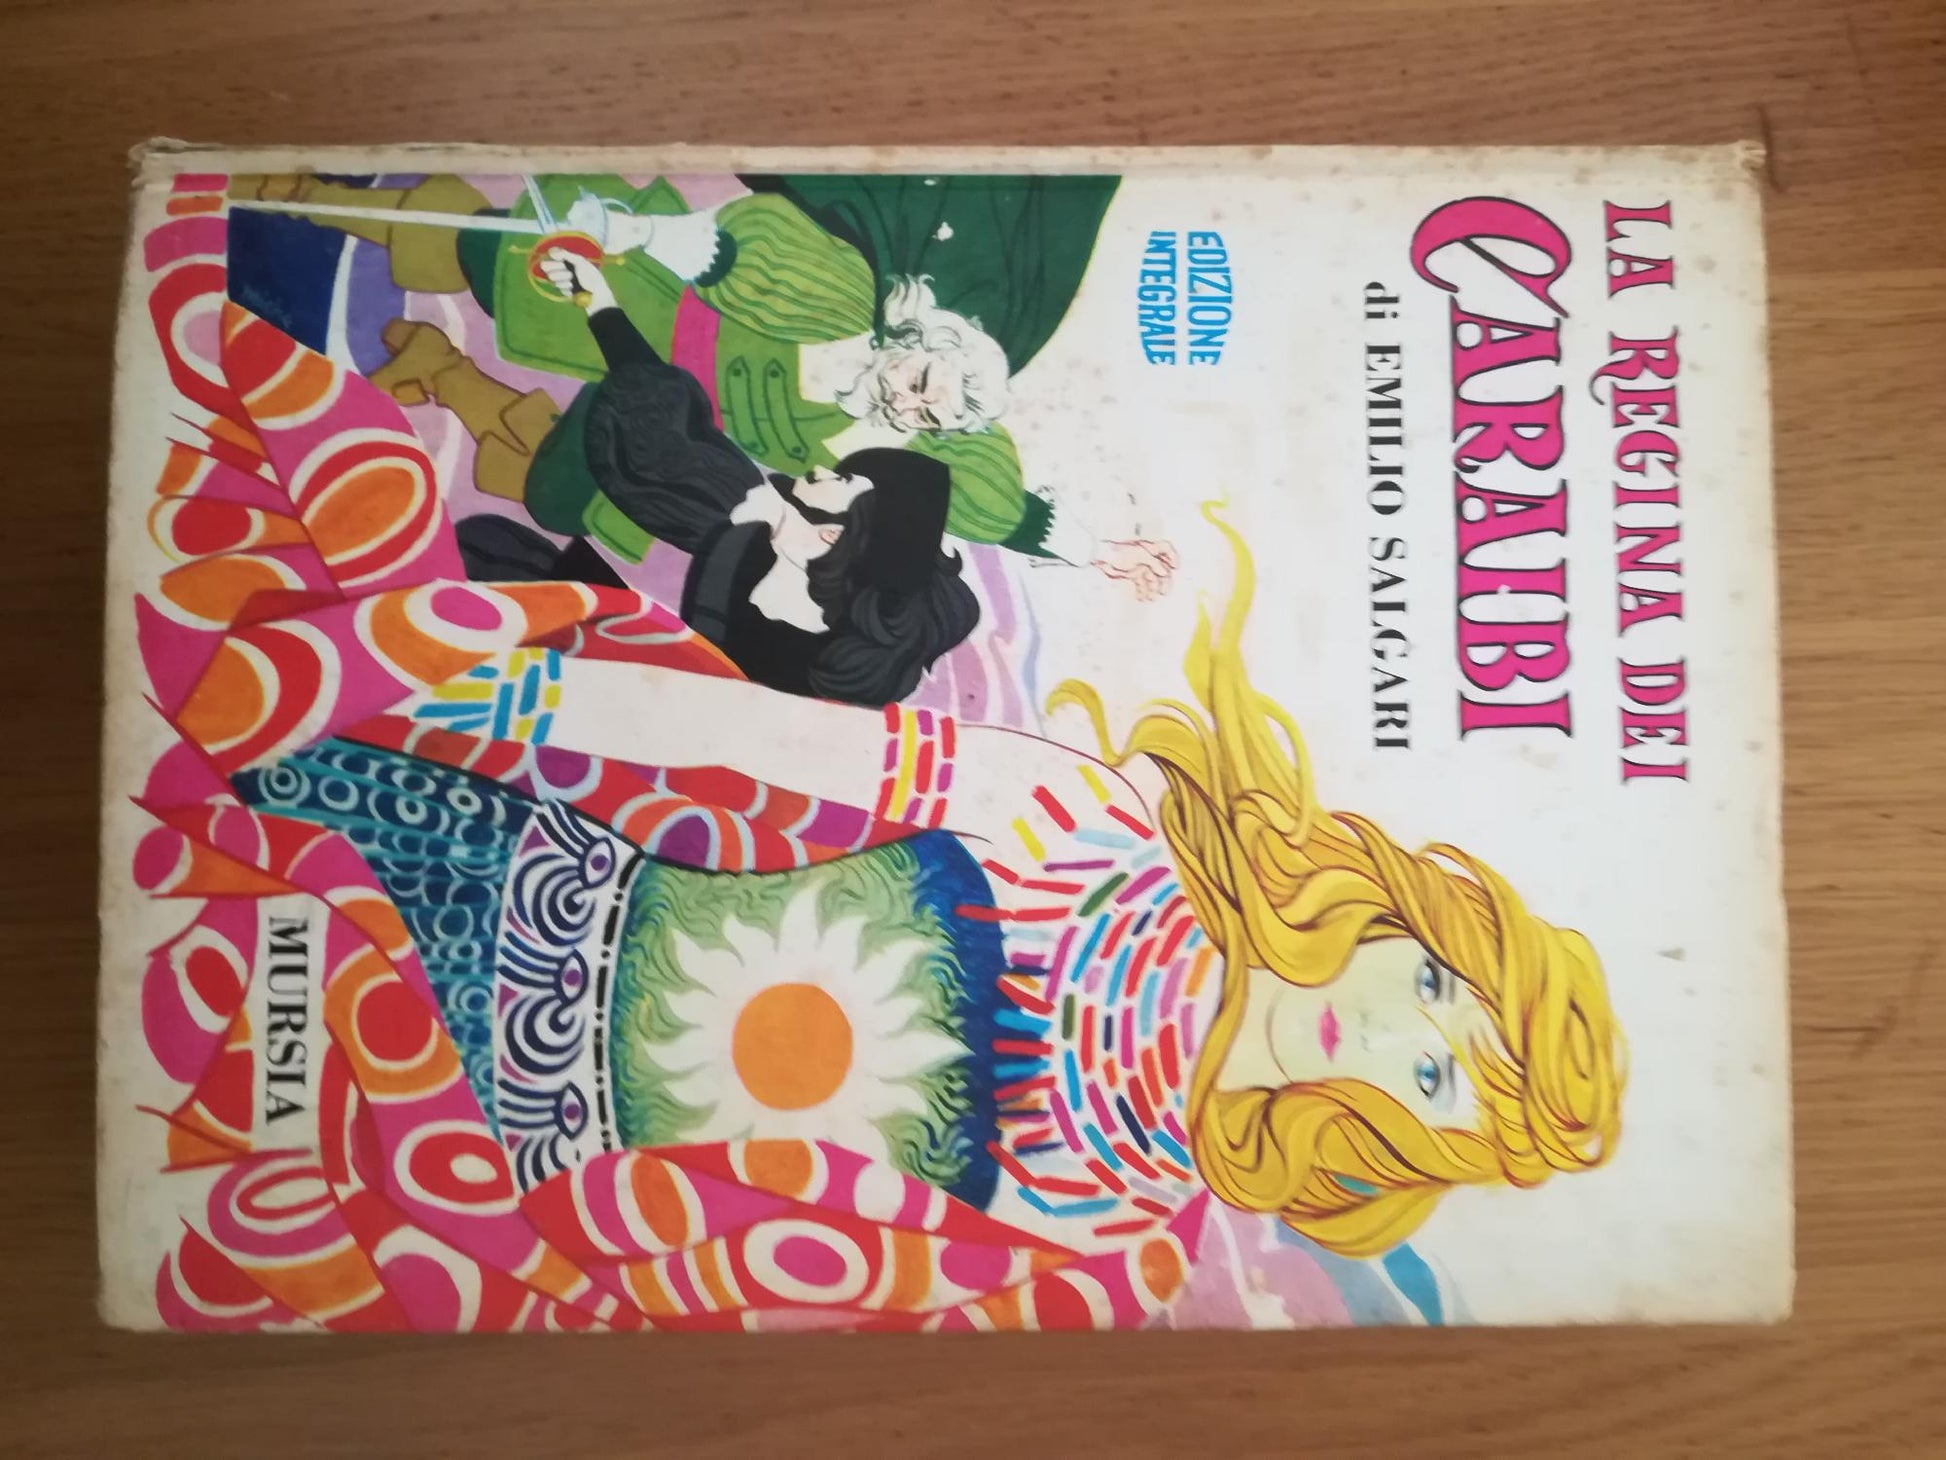 LA REGINA DEI
CARAIBI
di EMILIO SALGARI
EDIZIONE
INTEGRALE
MURSIA